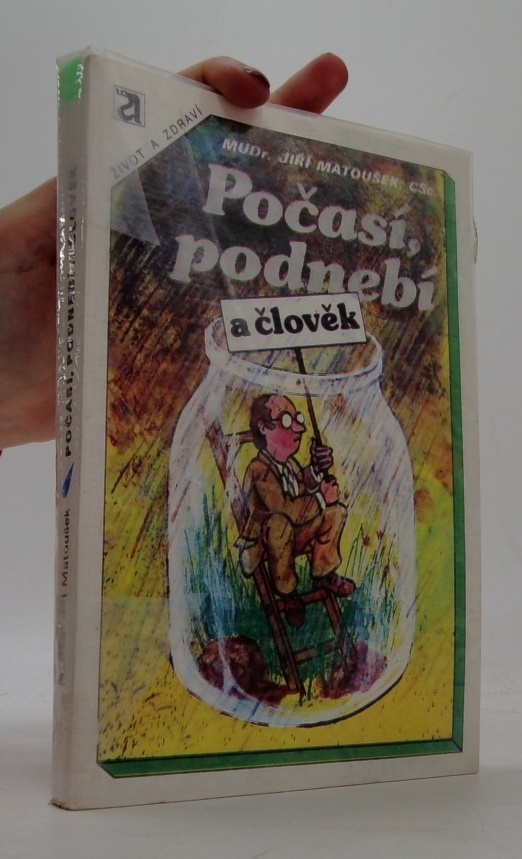 ŽIVOT A ZDRAVÍ
MUDr. JIŘÍ MATOUŠEK, CSc.
Počasí,
podnebí
a člověk
Matoušek POČASÍ, PODNEBÍ A ČLOVĚK